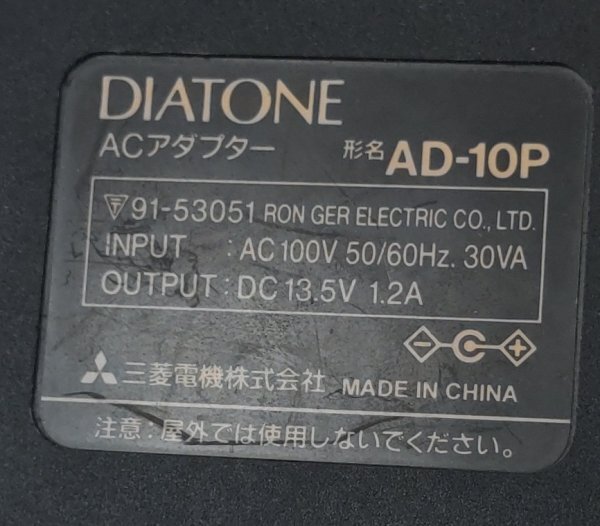 DIATONE
ACアダプター 形名 AD-10P
91-53051 RON GER ELECTRIC CO., LTD.
INPUT : AC100V 50/60Hz. 30VA
OUTPUT : DC 13.5V 1.2A
三菱電機株式会社 MADE IN CHINA
注意：屋外では使用しないでください。